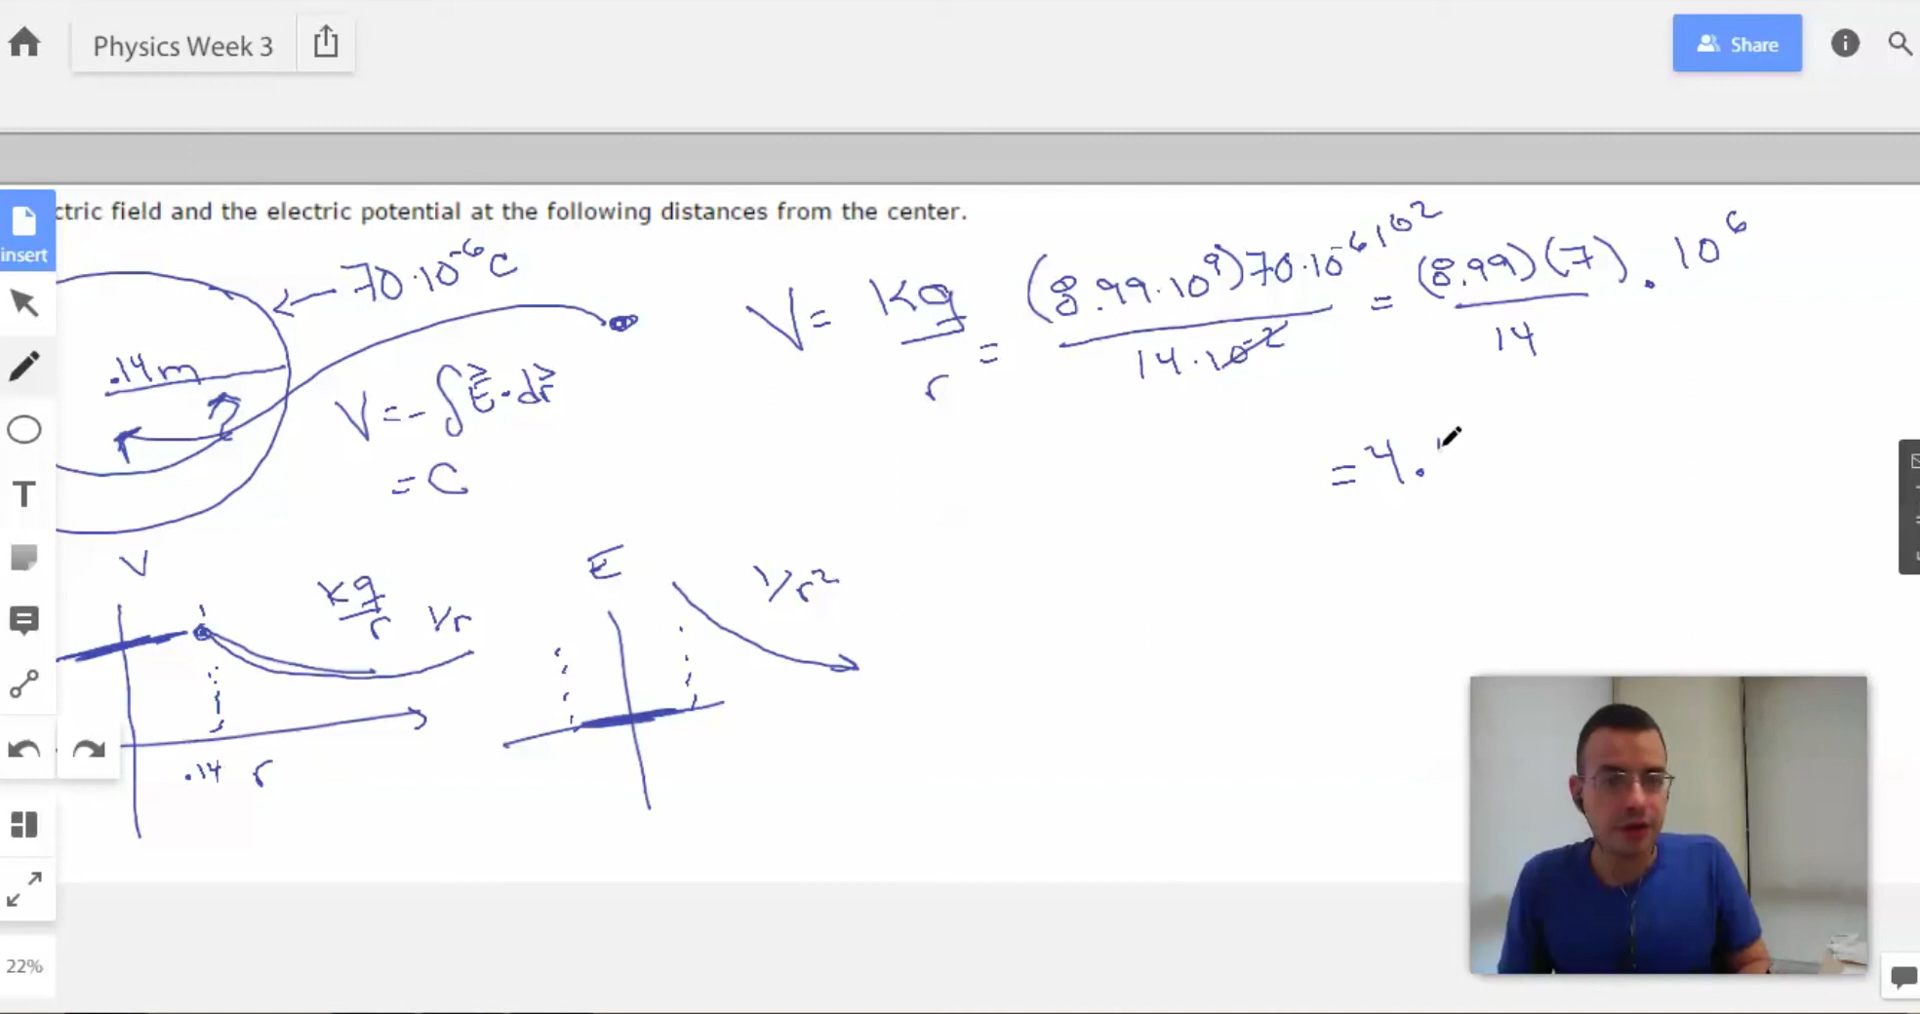 Physics Week 3
Share
insert
ctric field and the electric potential at the following distances from the center.
70·10⁻⁶ C
.14m
V = -∫E⃗·dr⃗
= C
V = kq/r = (8.99·10⁹)70·10⁻⁶10²/14·10⁻² = (8.99)(7)/14 · 10⁶
= 4.
V
kq/r 1/r
.14 r
E
1/r²
T
22%